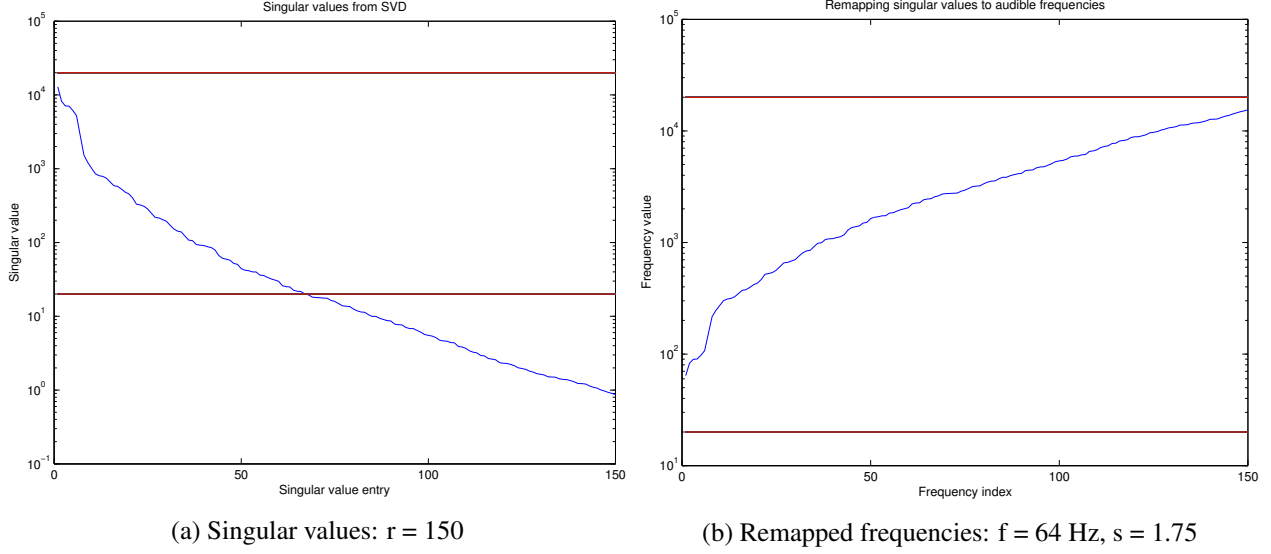 Singular values from SVD
10^5
10^4
10^3
10^2
10^1
10^0
10^-1
Singular value
0 50 100 150
Singular value entry
(a) Singular values: r = 150
Remapping singular values to audible frequencies
10^5
10^4
10^3
10^2
10^1
Frequency value
0 50 100 150
Frequency index
(b) Remapped frequencies: f = 64 Hz, s = 1.75